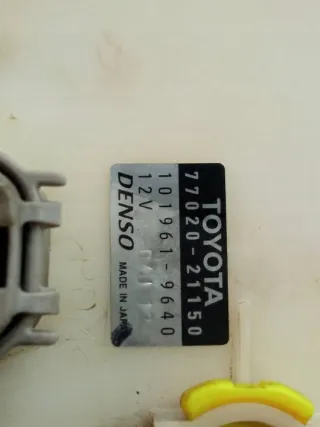 TOYOTA
77020-21150
101961-9640
12V
DENSO MADE IN JAPAN